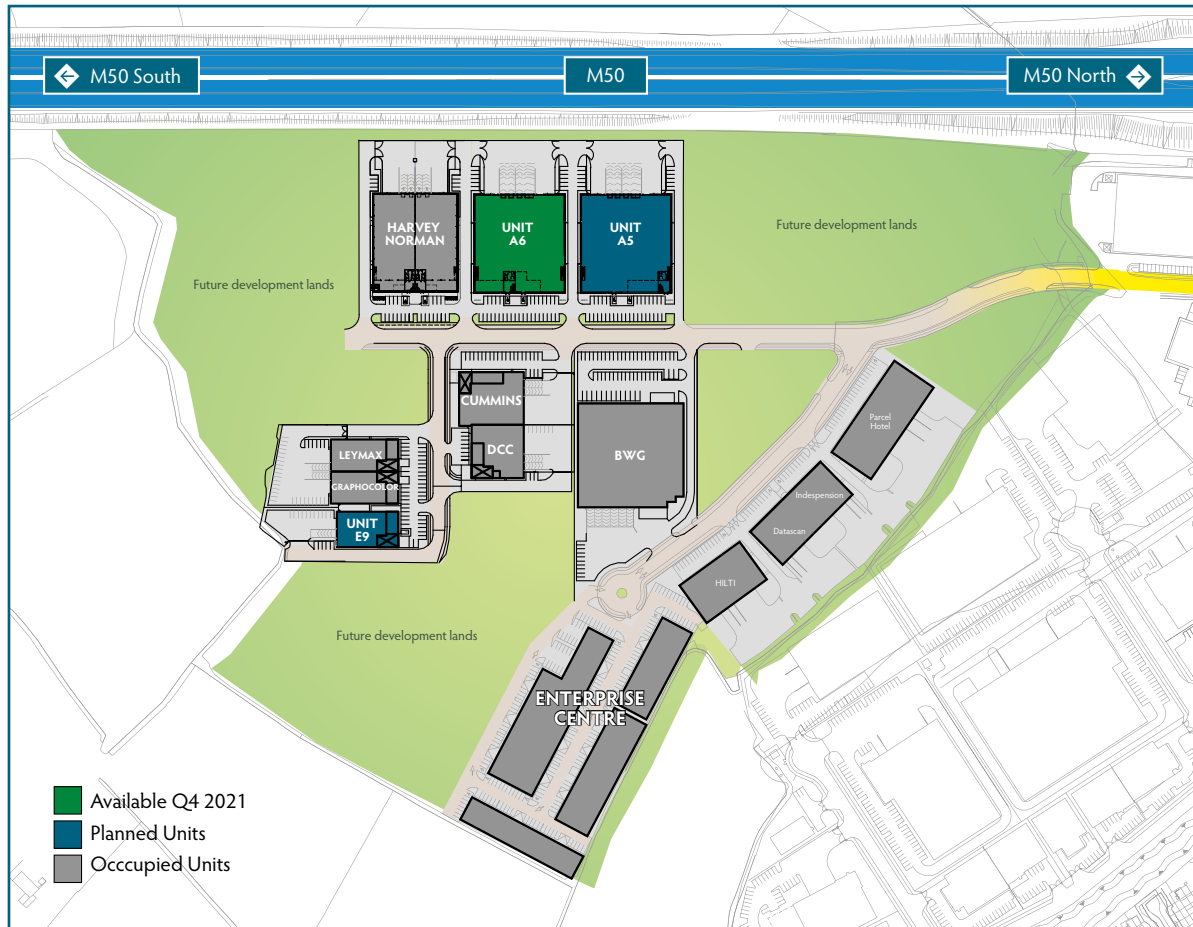 M50 South
M50
M50 North
HARVEY
NORMAN
UNIT
A6
UNIT
A5
Future development lands
Future development lands
CUMMINS
DCC
BWG
Parcel
Hotel
LEYMAX
GRAPHOCOLOR
UNIT
E9
Indespension
Datascan
HILTI
Future development lands
ENTERPRISE
CENTRE
Available Q4 2021
Planned Units
Occcupied Units